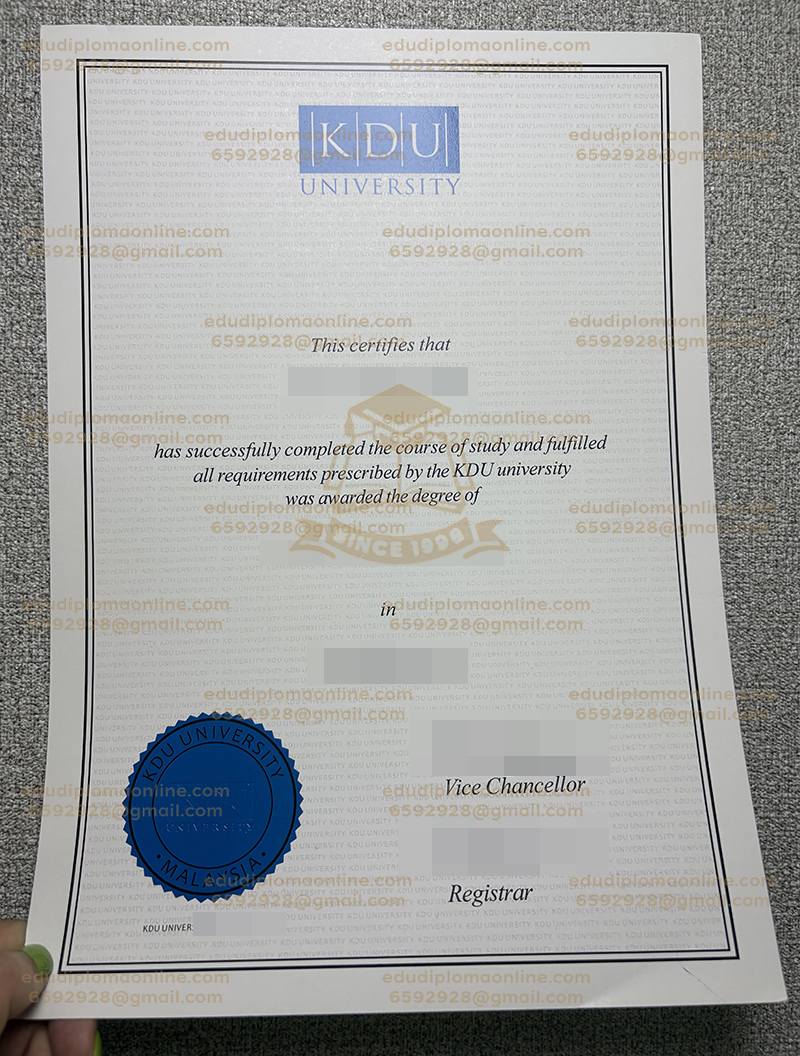 edudiplomaonline.com edudiplomaonline.com
6592928@gmail.com 6592928@gmail.com
|K|D|U|
UNIVERSITY
edudiplomaonline.com edudiplomaonline.com
6592928@gmail.com 6592928@gmail.com
edudiplomaonline.com edudiplomaonline.com
6592928@gmail.com 6592928@gmail.com
edudiplomaonline.com edudiplomaonline.com
6592928@gmail.com 6592928@gmail.com
This certifies that
edudiplomaonline.com edudiplomaonline.com
6592928@gmail.com 6592928@gmail.com
has successfully completed the course of study and fulfilled
all requirements prescribed by the KDU university
was awarded the degree of
edudiplomaonline.com edudiplomaonline.com
6592928@gmail.com 6592928@gmail.com
SINCE 1998
in
edudiplomaonline.com edudiplomaonline.com
6592928@gmail.com 6592928@gmail.com
edudiplomaonline.com edudiplomaonline.com
6592928@gmail.com 6592928@gmail.com
KDU UNIVERSITY
KDU
UNIVERSITY
• MALAYSIA •
Vice Chancellor
edudiplomaonline.com edudiplomaonline.com
6592928@gmail.com 6592928@gmail.com
edudiplomaonline.com edudiplomaonline.com
6592928@gmail.com 6592928@gmail.com
Registrar
KDU UNIVER
edudiplomaonline.com edudiplomaonline.com
6592928@gmail.com 6592928@gmail.com